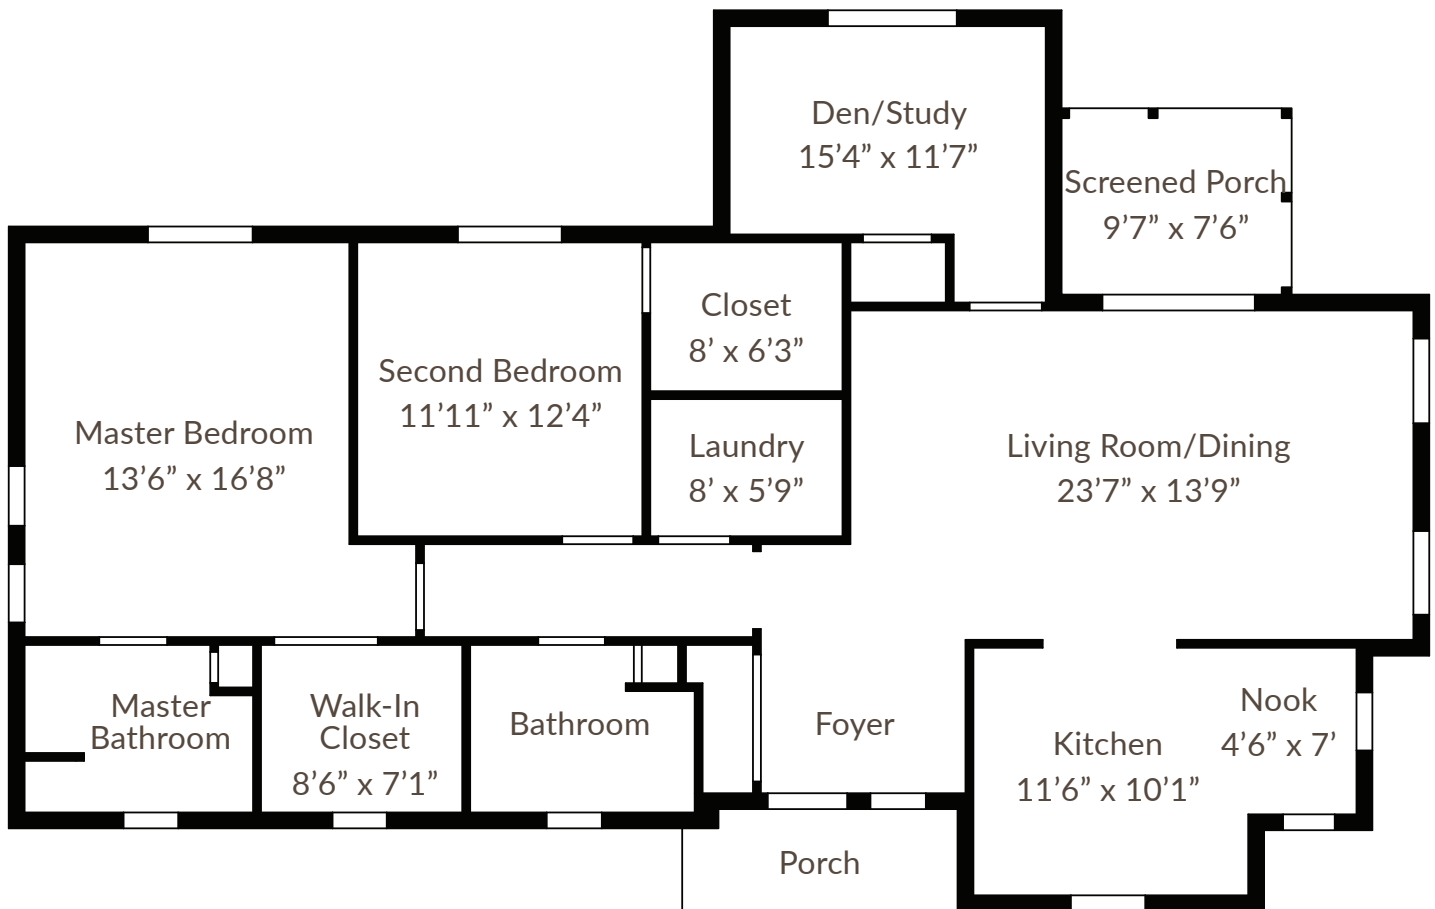 Den/Study
15’4” x 11’7”
Screened Porch
9’7” x 7’6”
Closet
8’ x 6’3”
Second Bedroom
11’11” x 12’4”
Master Bedroom
13’6” x 16’8”
Laundry
8’ x 5’9”
Living Room/Dining
23’7” x 13’9”
Master
Bathroom
Walk-In
Closet
8’6” x 7’1”
Bathroom
Foyer
Kitchen
11’6” x 10’1”
Nook
4’6” x 7’
Porch